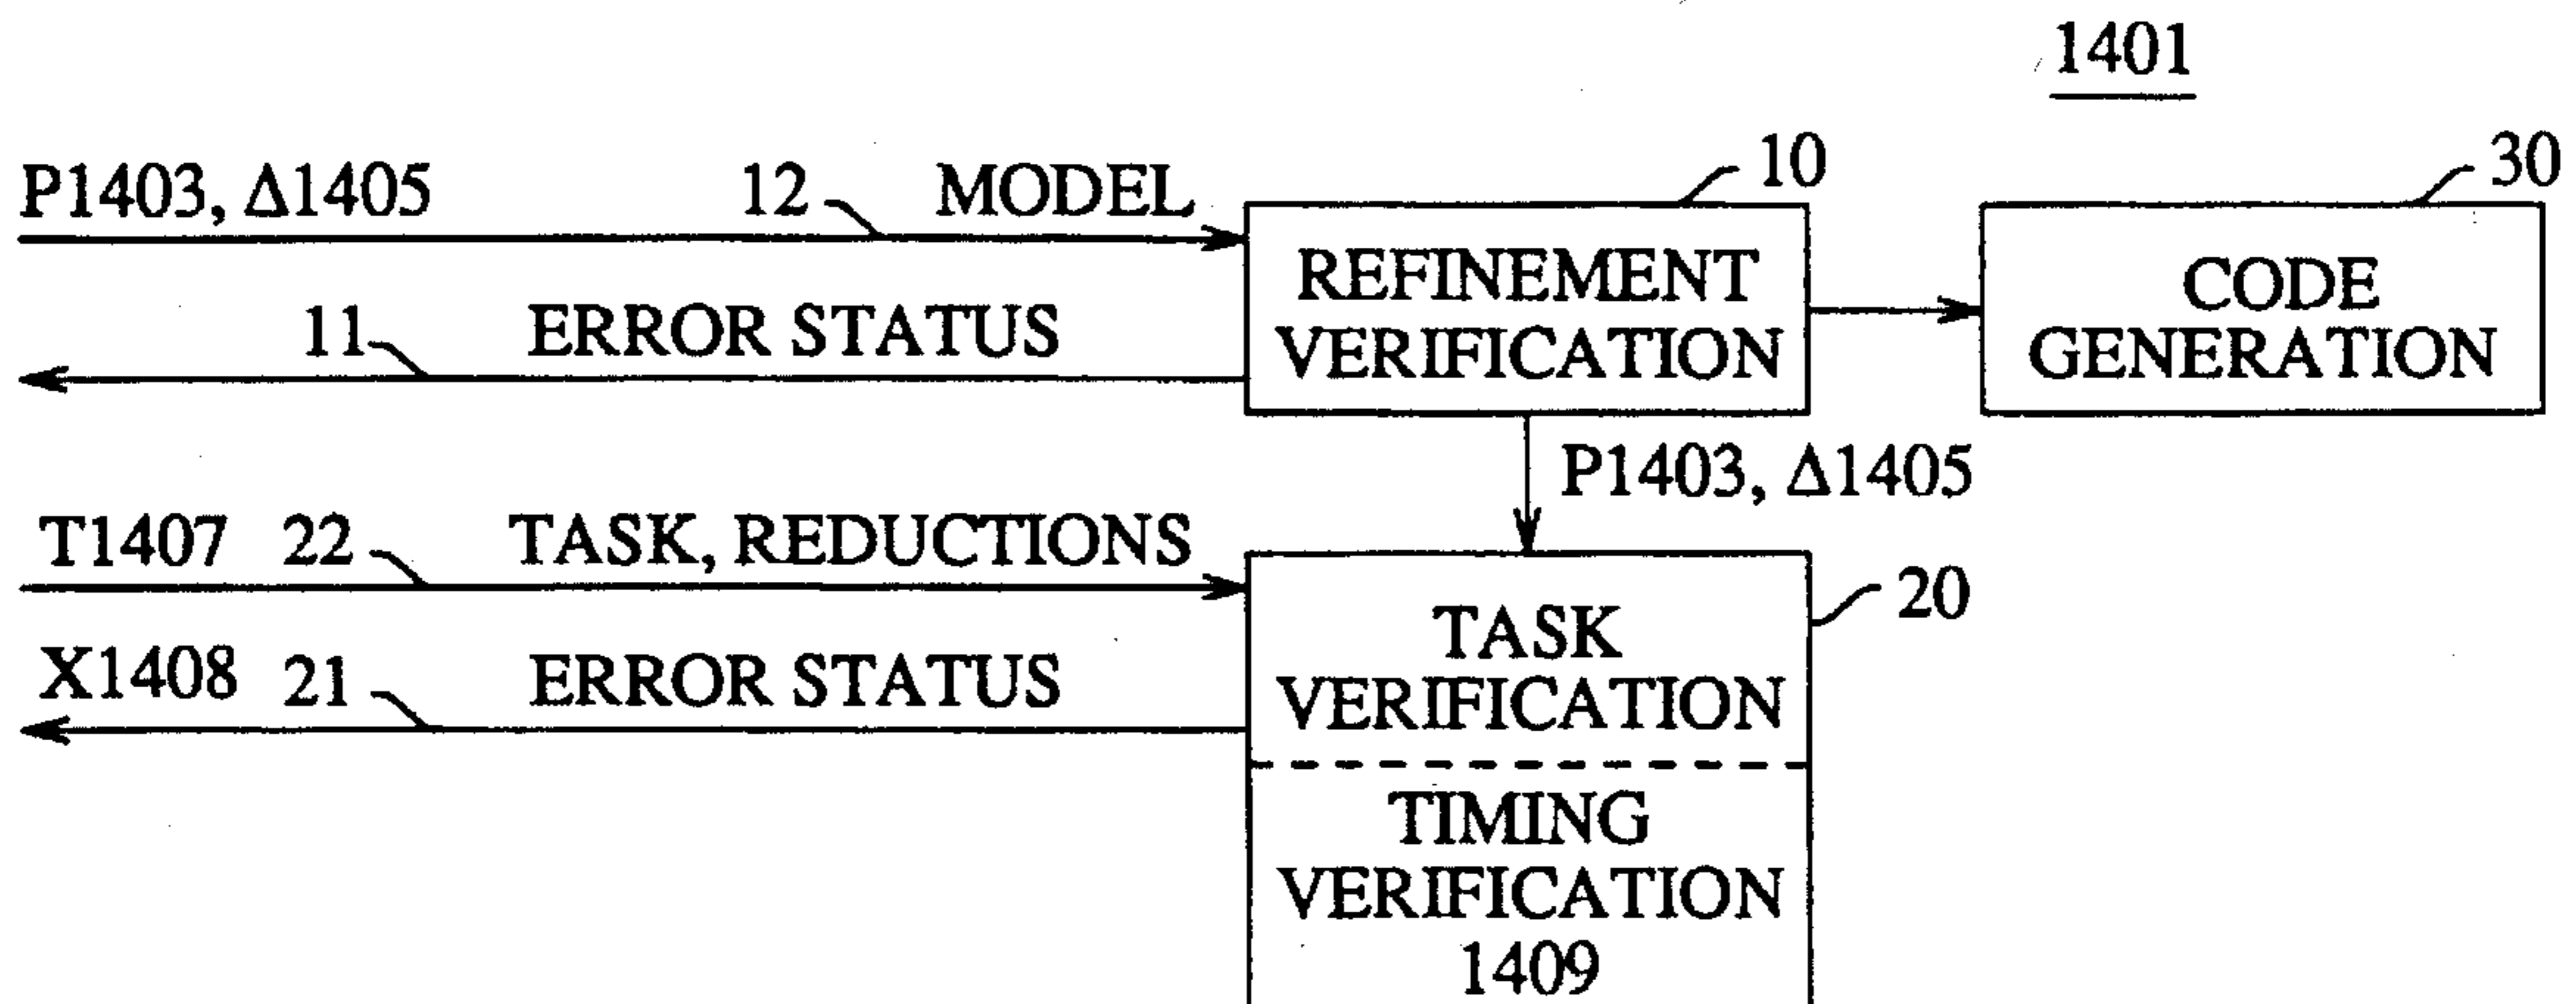 1401
P1403, Δ1405
12
MODEL
10
30
REFINEMENT
VERIFICATION
CODE
GENERATION
11
ERROR STATUS
P1403, Δ1405
T1407
22
TASK, REDUCTIONS
20
X1408
21
ERROR STATUS
TASK
VERIFICATION
TIMING
VERIFICATION
1409